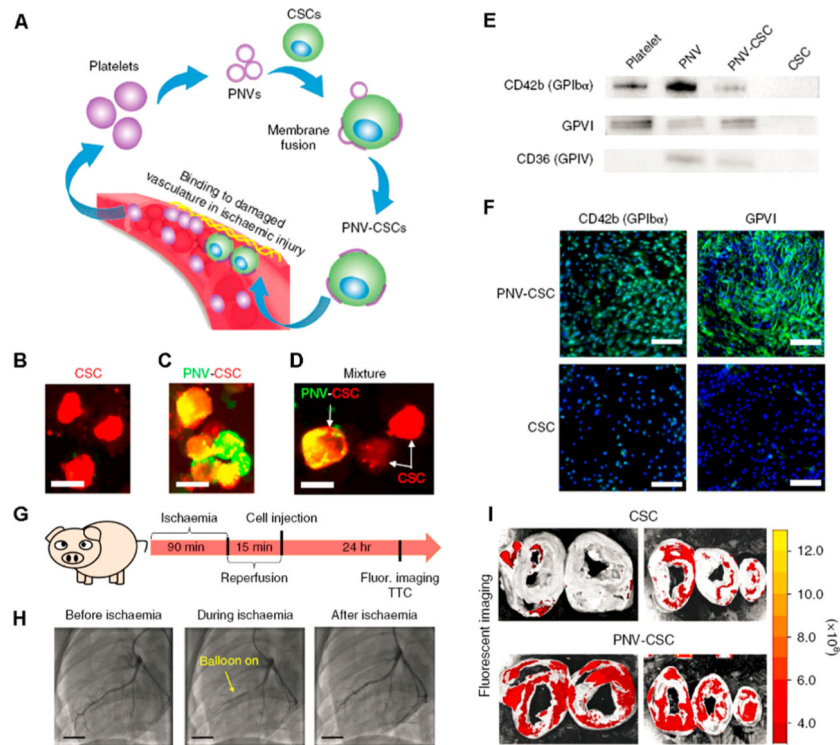 A
CSCs
Platelets
PNVs
Membrane
fusion
Binding to damaged
vasculature in ischaemic injury
PNV-CSCs
B
CSC
C
PNV-CSC
D
Mixture
PNV-CSC
CSC
E
Platelet
PNV
PNV-CSC
CSC
CD42b (GPIbα)
GPVI
CD36 (GPIV)
F
CD42b (GPIbα)
GPVI
PNV-CSC
CSC
G
Ischaemia
Cell injection
90 min
15 min
24 hr
Reperfusion
Fluor. imaging
TTC
H
Before ischaemia
During ischaemia
After ischaemia
Balloon on
I
CSC
PNV-CSC
Fluorescent imaging
12.0
10.0
8.0
6.0
4.0
(×10⁸)